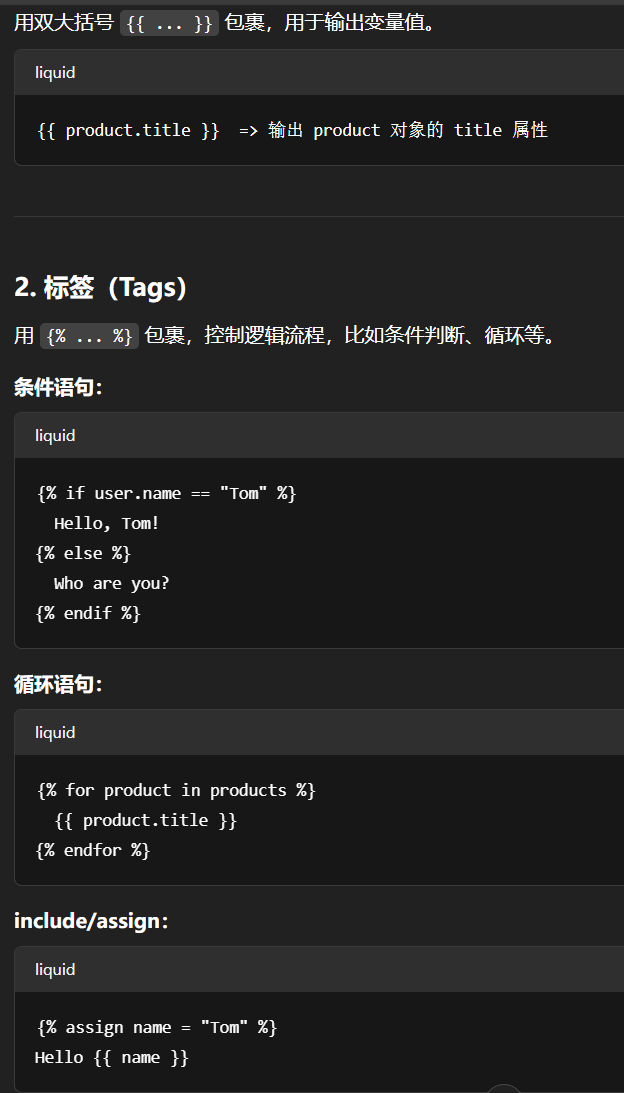 用双大括号 {{ ... }} 包裹，用于输出变量值。
liquid
{{ product.title }}  => 输出 product 对象的 title 属性
2. 标签（Tags）
用 {% ... %} 包裹，控制逻辑流程，比如条件判断、循环等。
条件语句：
liquid
{% if user.name == "Tom" %}
  Hello, Tom!
{% else %}
  Who are you?
{% endif %}
循环语句：
liquid
{% for product in products %}
  {{ product.title }}
{% endfor %}
include/assign：
liquid
{% assign name = "Tom" %}
Hello {{ name }}